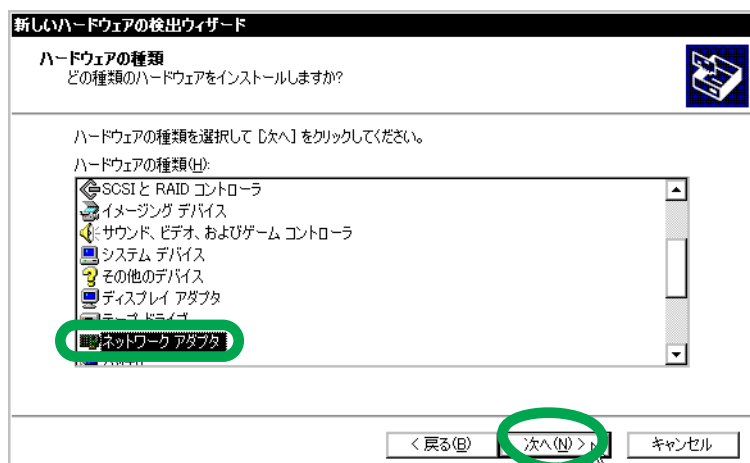 新しいハードウェアの検出ウィザード
ハードウェアの種類
どの種類のハードウェアをインストールしますか?
ハードウェアの種類を選択して [次へ] をクリックしてください。
ハードウェアの種類(H):
SCSI と RAID コントローラ
イメージング デバイス
サウンド、ビデオ、およびゲーム コントローラ
システム デバイス
その他のデバイス
ディスプレイ アダプタ
テープ ドライブ
ネットワーク アダプタ
< 戻る(B)
次へ(N) >
キャンセル